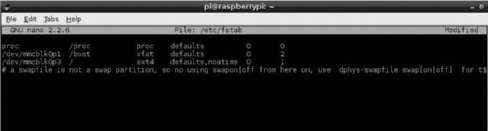 pi@raspberrypi: ~
File Edit Tabs Help
GNU nano 2.2.6 File: /etc/fstab Modified
proc /proc proc defaults 0 0
/dev/mmcblk0p1 /boot vfat defaults 0 2
/dev/mmcblk0p3 / ext4 defaults,noatime 0 1
# a swapfile is not a swap partition, so no using swapon|off from here on, use dphys-swapfile swap[on|off] for t$